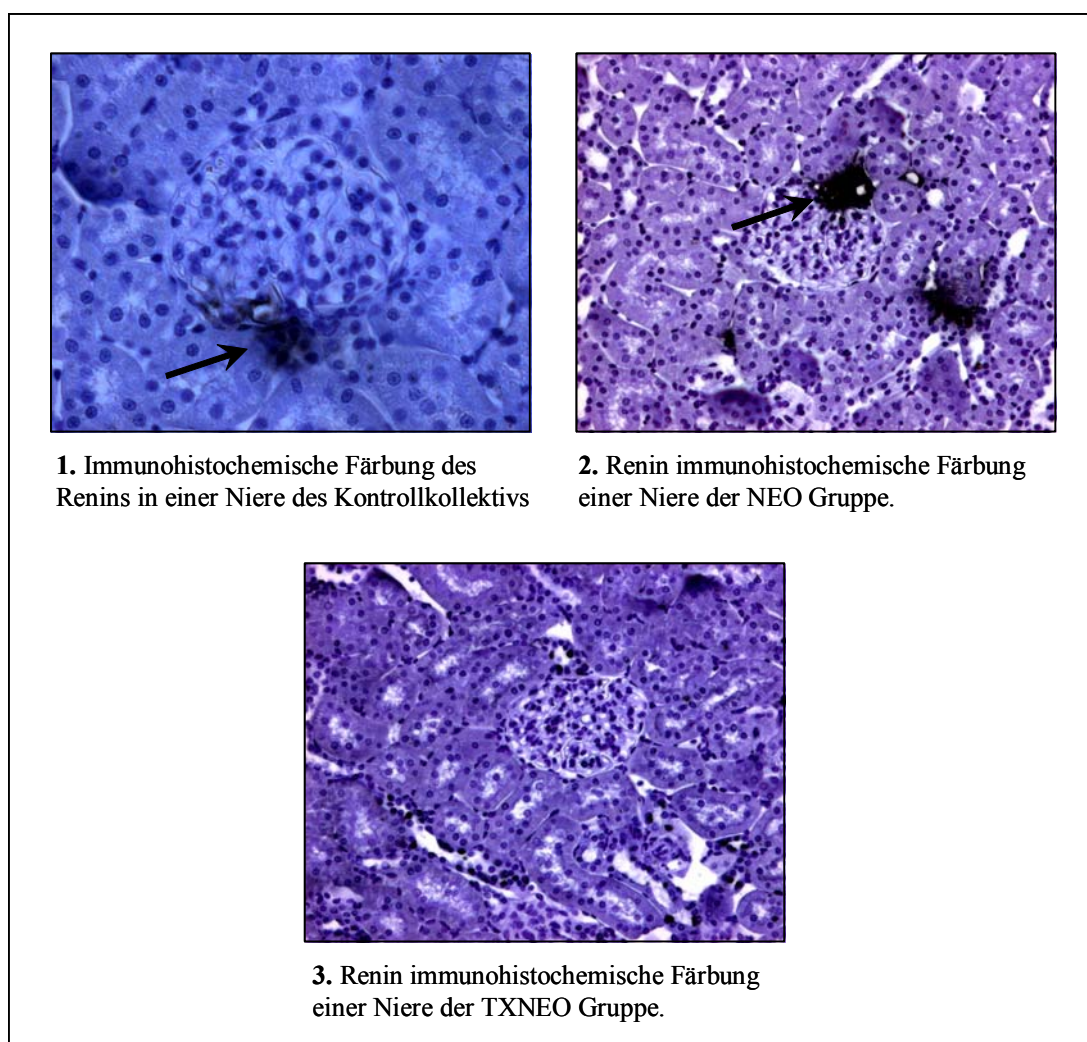 1. Immunohistochemische Färbung des
Renins in einer Niere des Kontrollkollektivs
2. Renin immunohistochemische Färbung
einer Niere der NEO Gruppe.
3. Renin immunohistochemische Färbung
einer Niere der TXNEO Gruppe.